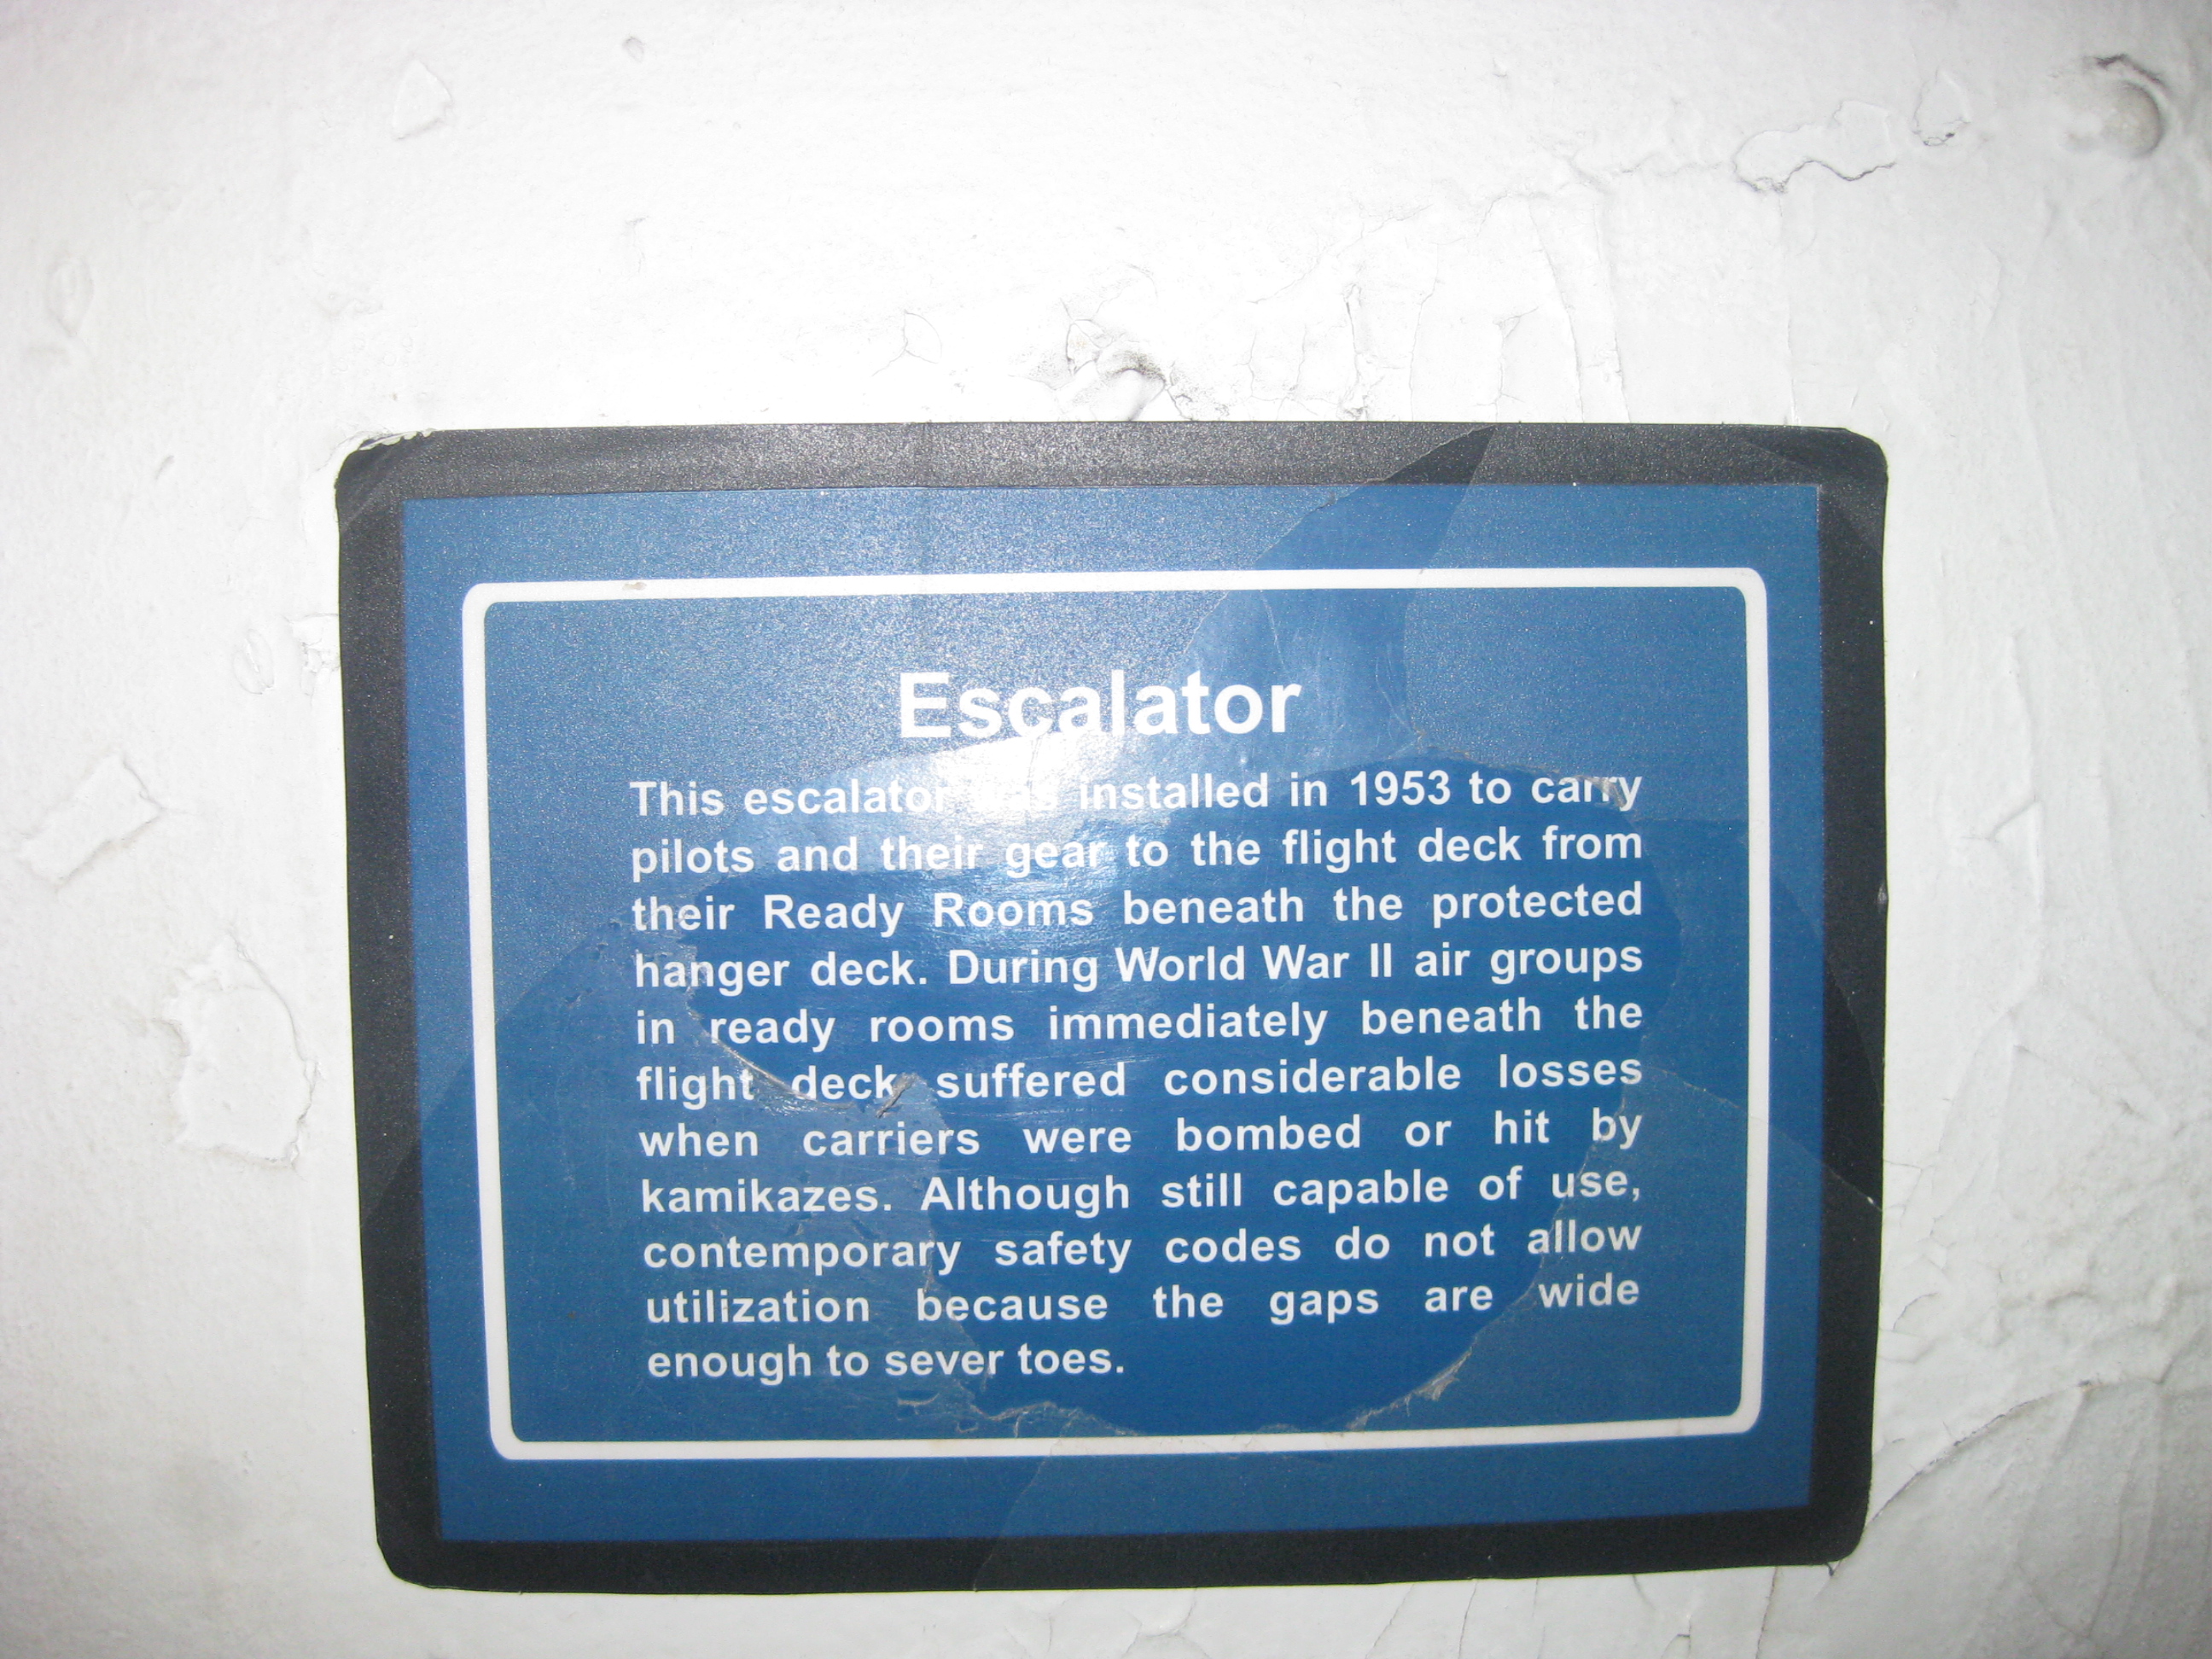 Escalator
This escalator was installed in 1953 to carry
pilots and their gear to the flight deck from
their Ready Rooms beneath the protected
hanger deck. During World War II air groups
in ready rooms immediately beneath the
flight deck suffered considerable losses
when carriers were bombed or hit by
kamikazes. Although still capable of use,
contemporary safety codes do not allow
utilization because the gaps are wide
enough to sever toes.